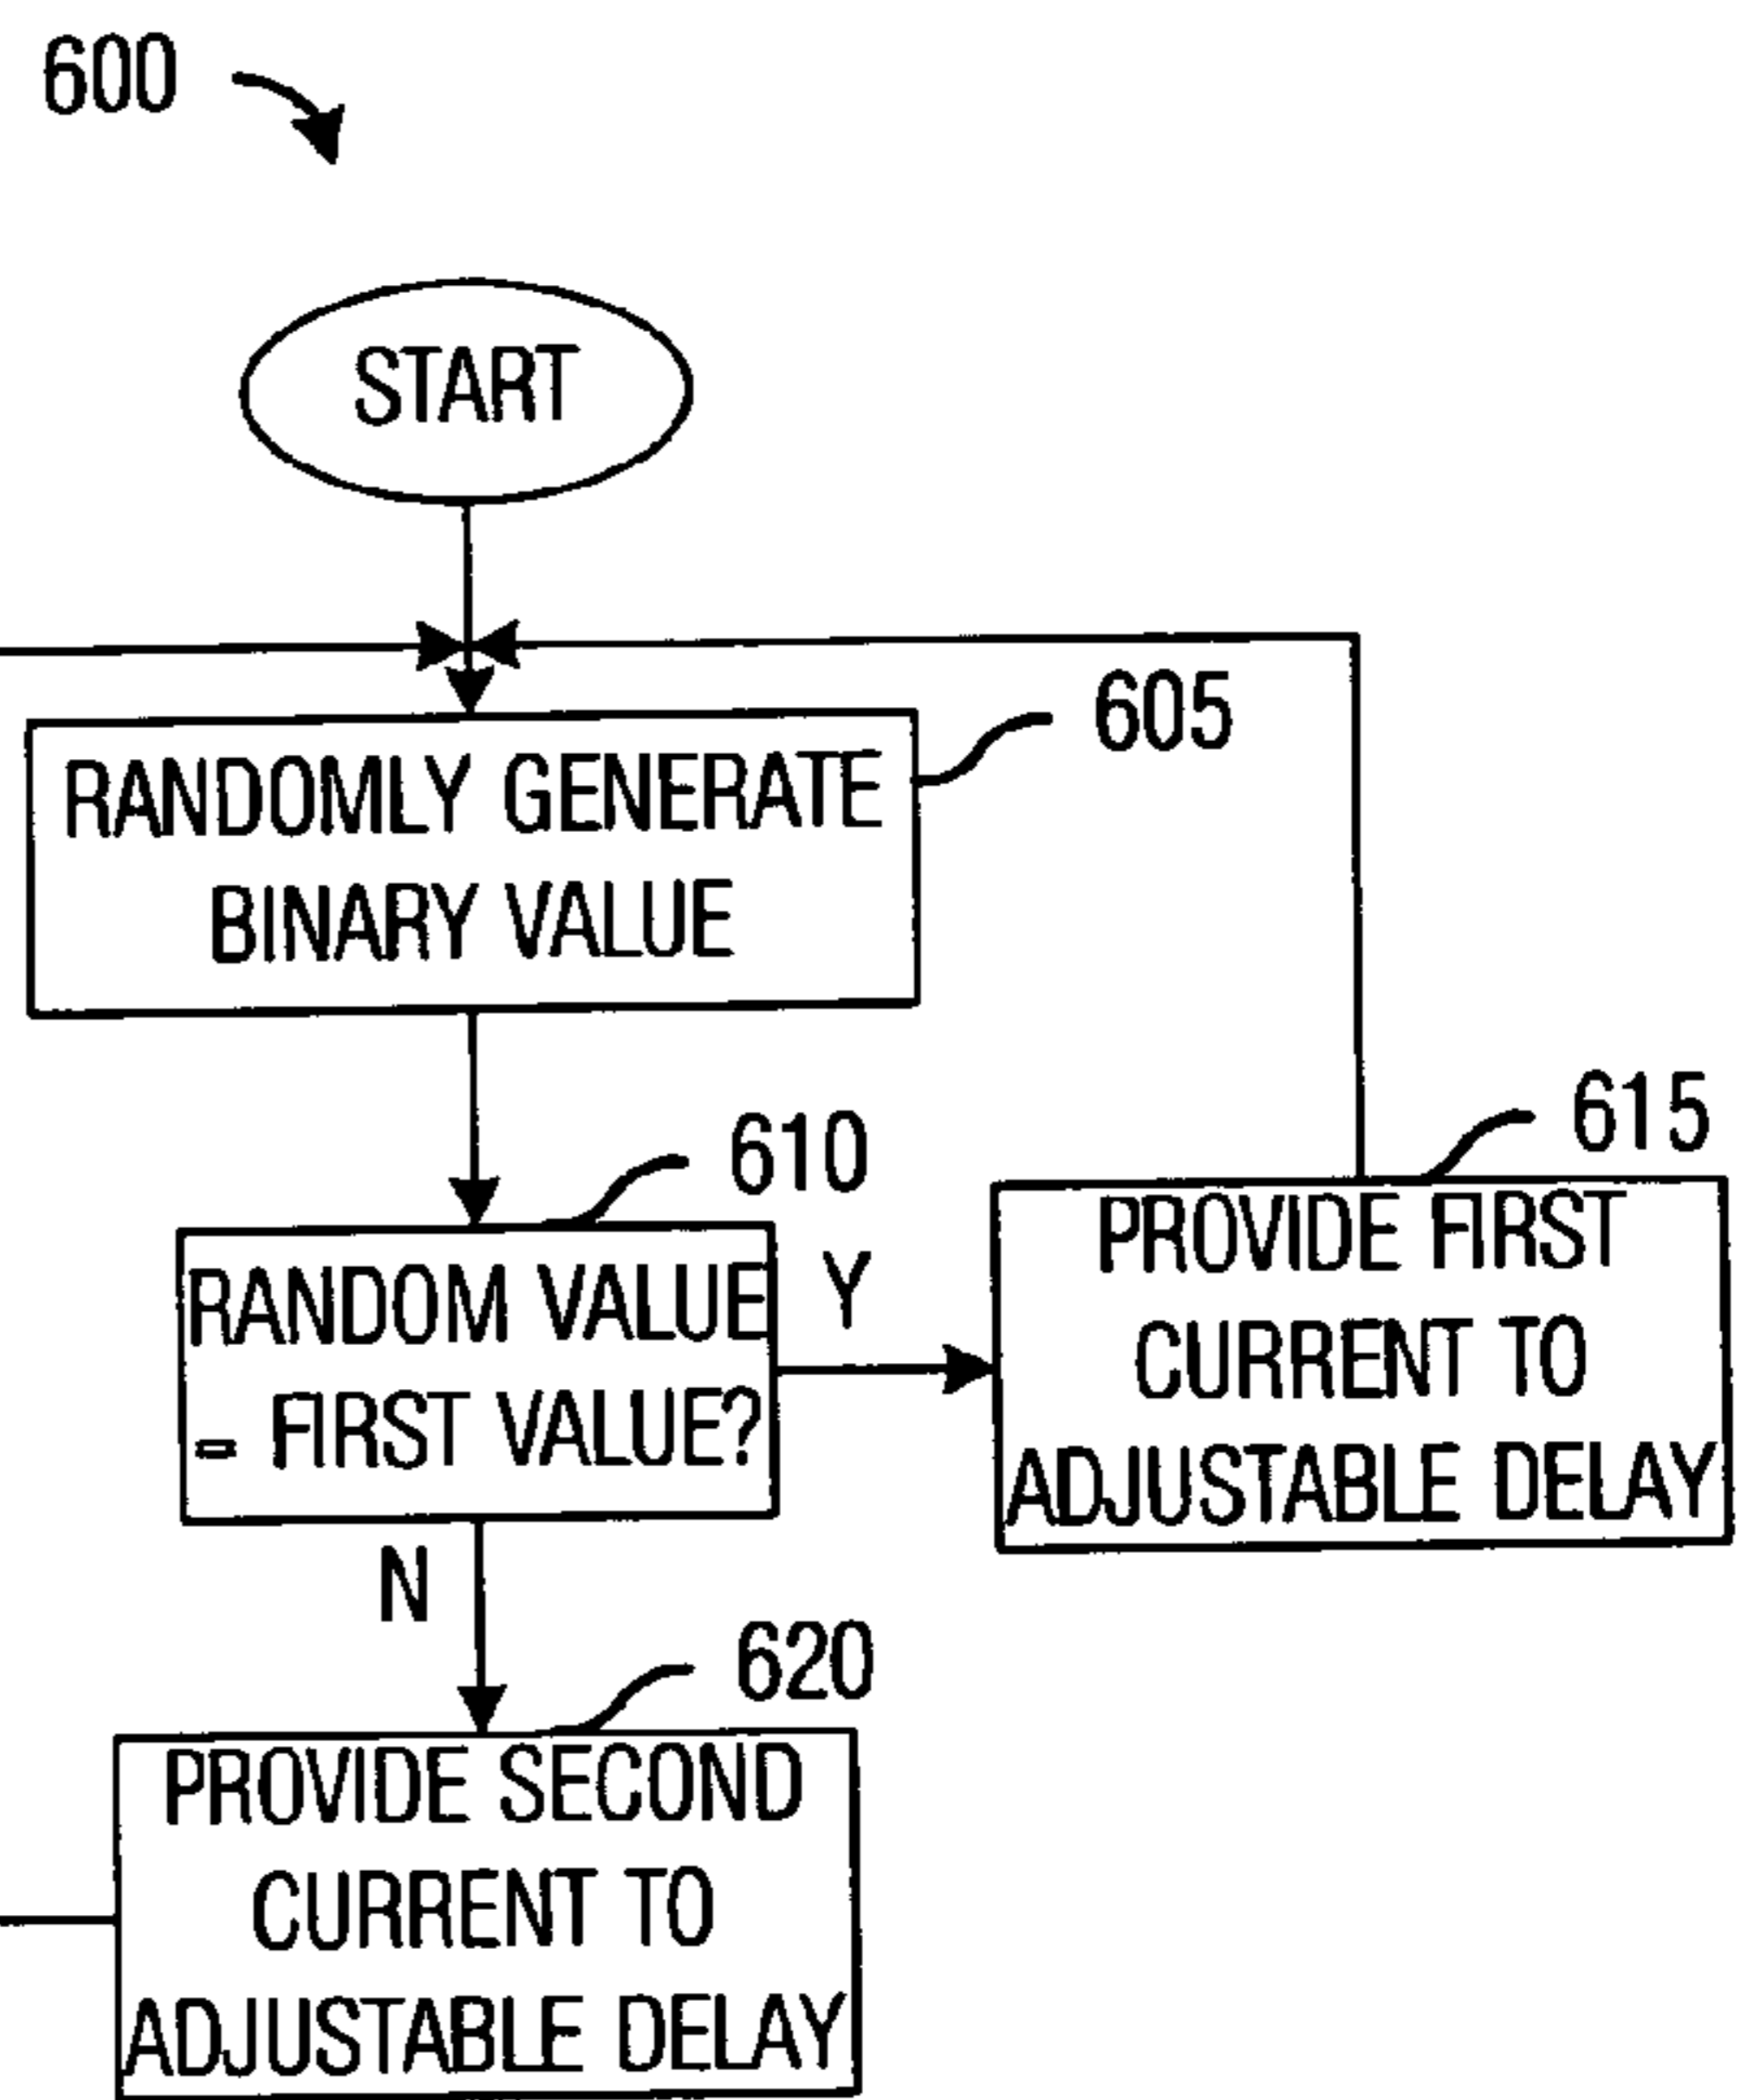 600
START
605
RANDOMLY GENERATE
BINARY VALUE
610
RANDOM VALUE
= FIRST VALUE?
Y
615
PROVIDE FIRST
CURRENT TO
ADJUSTABLE DELAY
N
620
PROVIDE SECOND
CURRENT TO
ADJUSTABLE DELAY